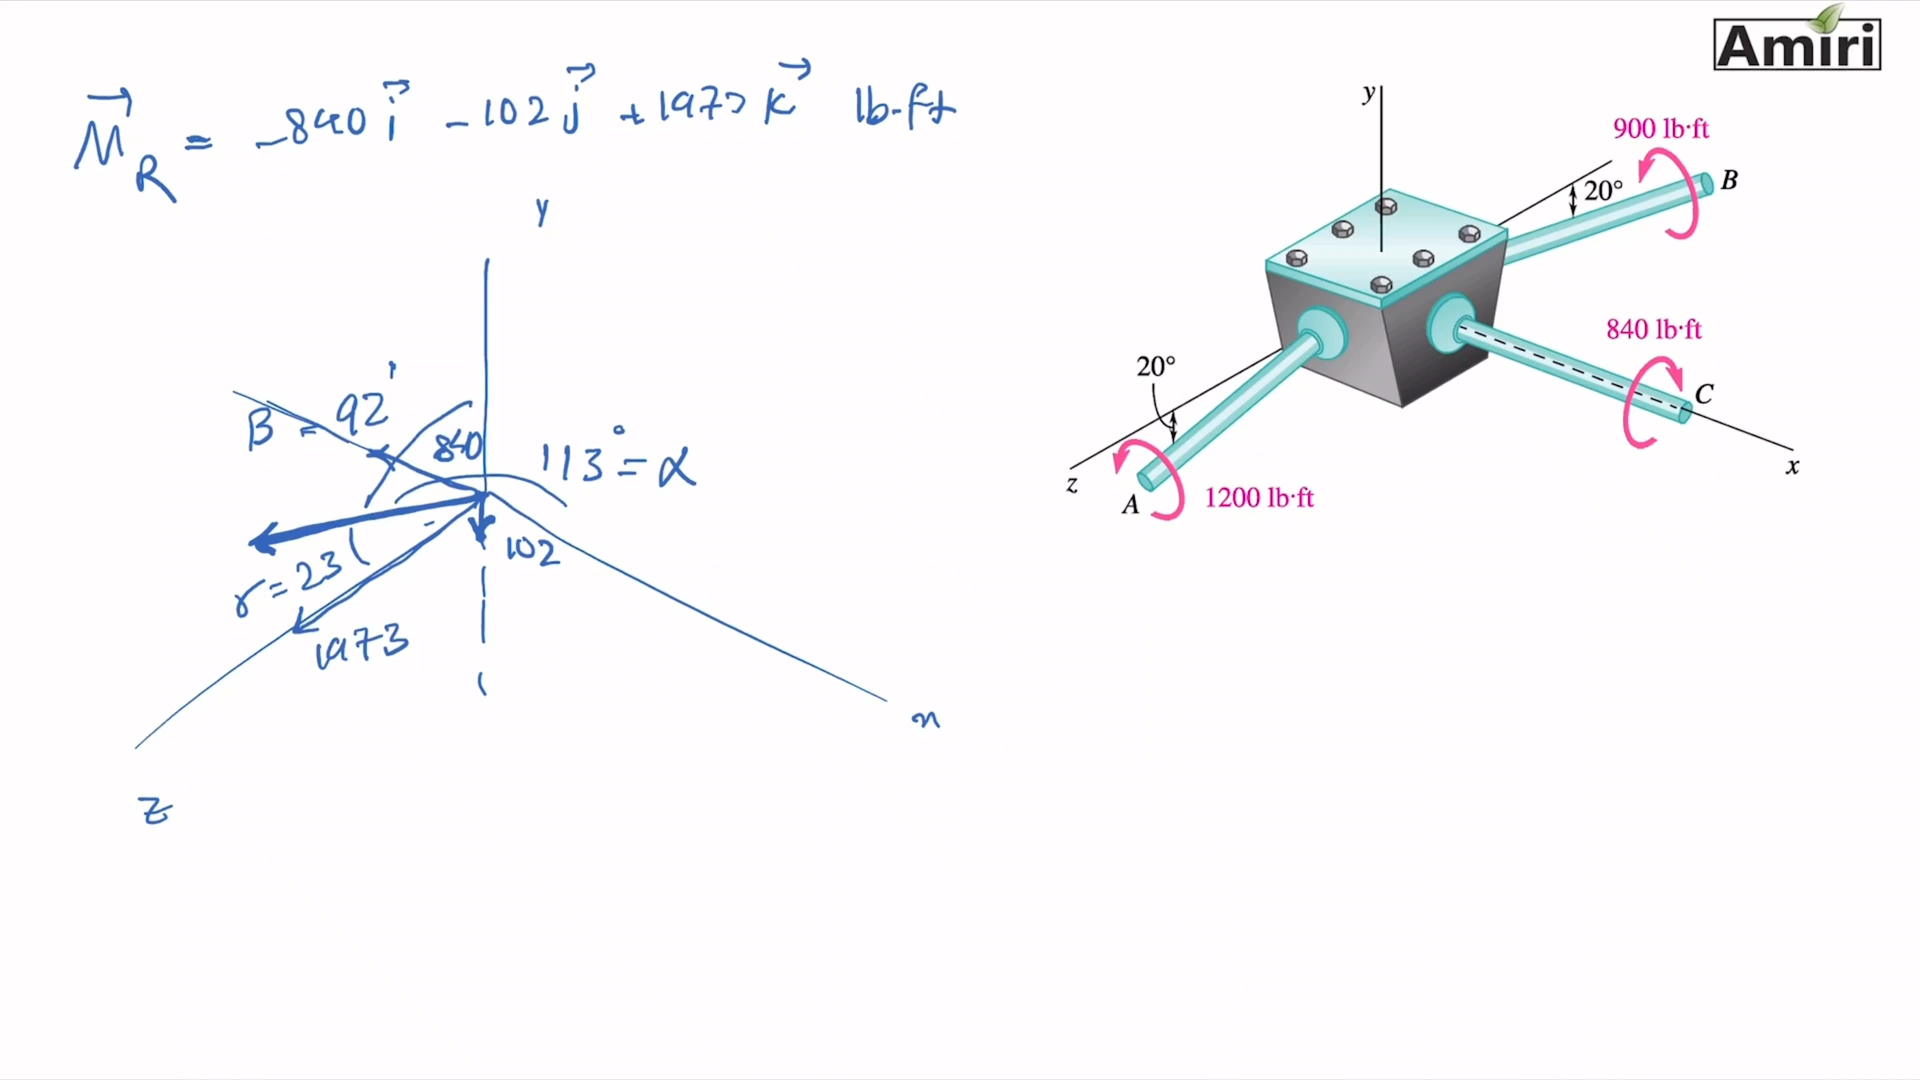 Amiri
M⃗_R = -840 i⃗ - 102 j⃗ + 1973 k⃗ lb-ft
y
B = 92°
840
113° = α
102
r = 23
1973
x
z
y
900 lb·ft
20°
B
840 lb·ft
20°
C
x
z
A
1200 lb·ft